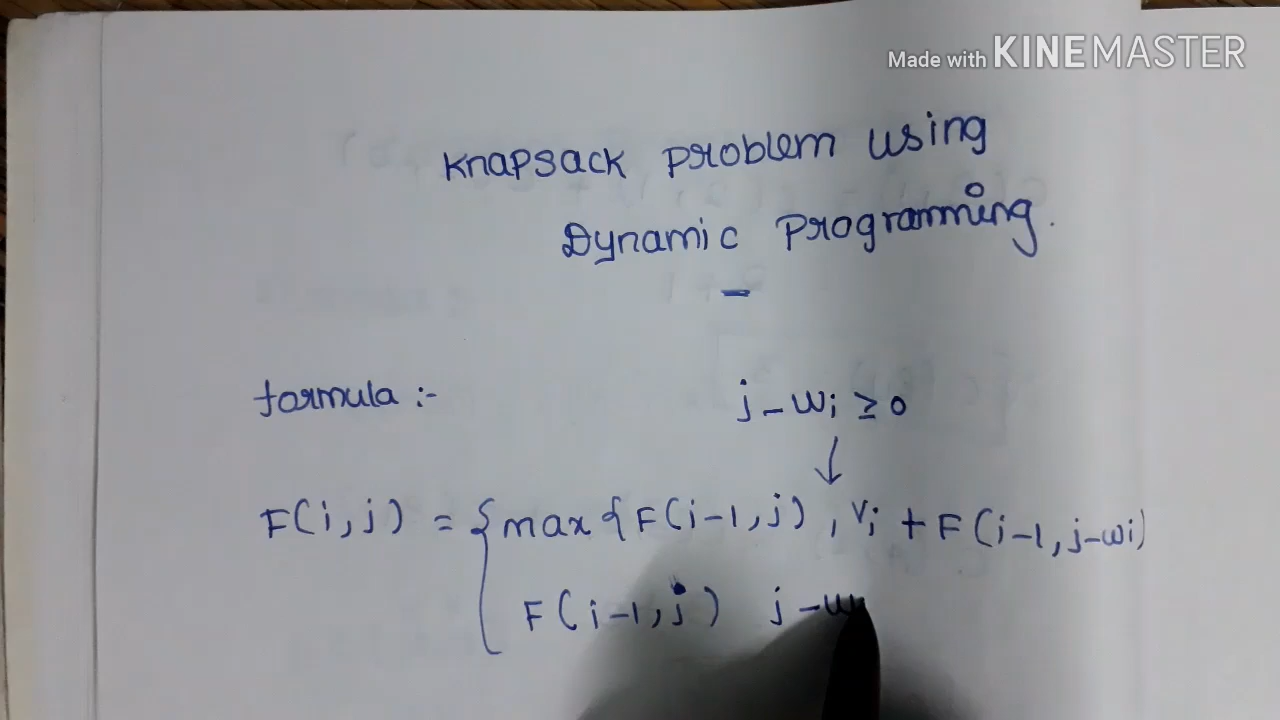 Made with KINEMASTER
Knapsack problem using
Dynamic Programming.
formula :-
j - wi ≥ 0
F(i, j) = { max { F(i-1, j) , vi + F(i-1, j-wi)
F(i-1, j) j - w